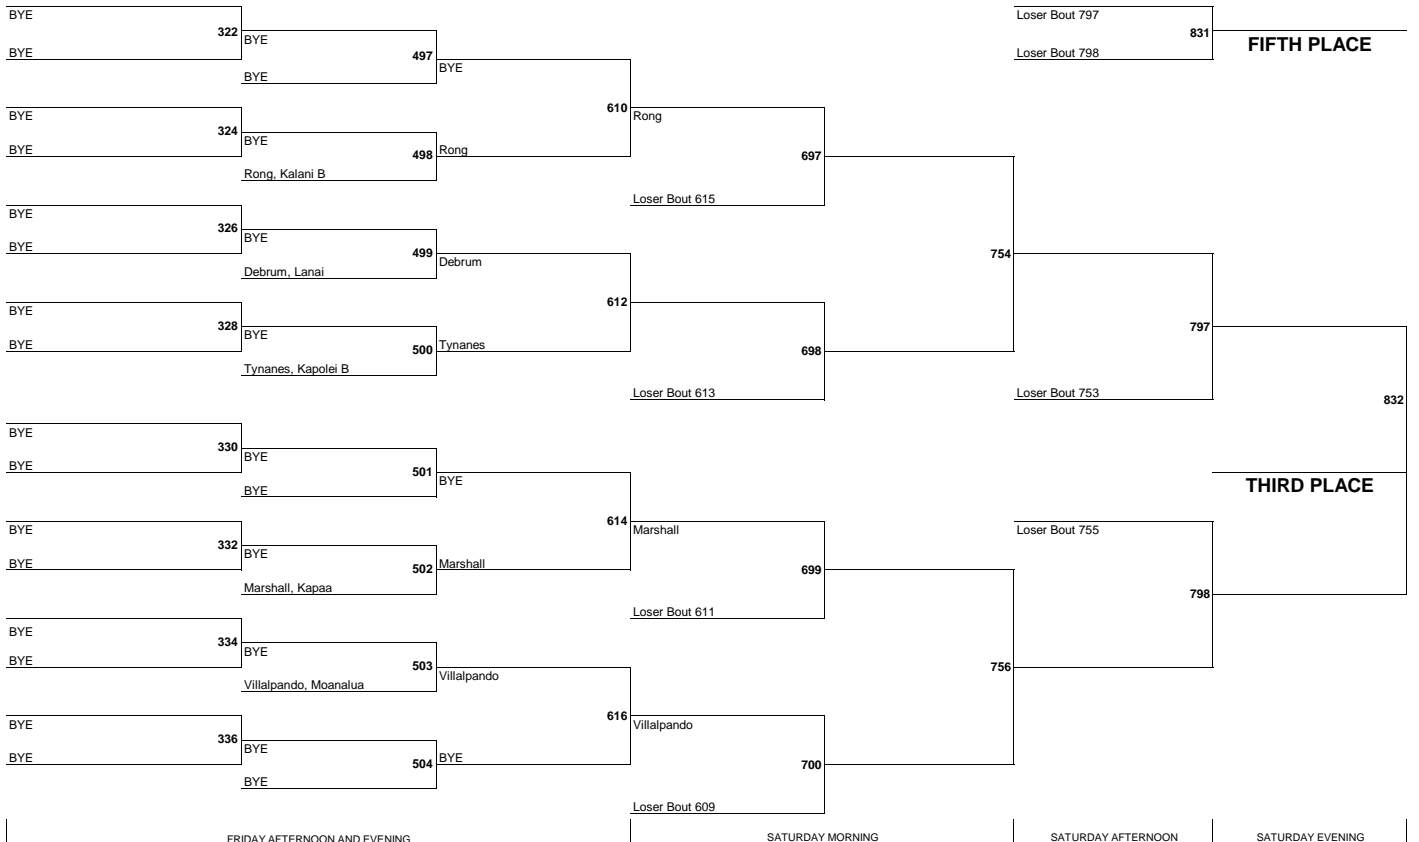 BYE
322
BYE
BYE
497
BYE
BYE
610
BYE
324
BYE
BYE
498
Rong
Rong, Kalani B
Rong
697
Loser Bout 615
BYE
326
BYE
BYE
499
Debrum
Debrum, Lanai
612
BYE
328
BYE
BYE
500
Tynanes
Tynanes, Kapolei B
698
Loser Bout 613
754
797
Loser Bout 753
BYE
330
BYE
BYE
501
BYE
BYE
614
BYE
332
BYE
BYE
502
Marshall
Marshall, Kapaa
Marshall
699
Loser Bout 611
BYE
334
BYE
BYE
503
Villalpando
Villalpando, Moanalua
616
BYE
336
BYE
BYE
504
BYE
BYE
Villalpando
700
Loser Bout 609
756
Loser Bout 755
798
832
THIRD PLACE
Loser Bout 797
831
Loser Bout 798
FIFTH PLACE
FRIDAY AFTERNOON AND EVENING
SATURDAY MORNING
SATURDAY AFTERNOON
SATURDAY EVENING